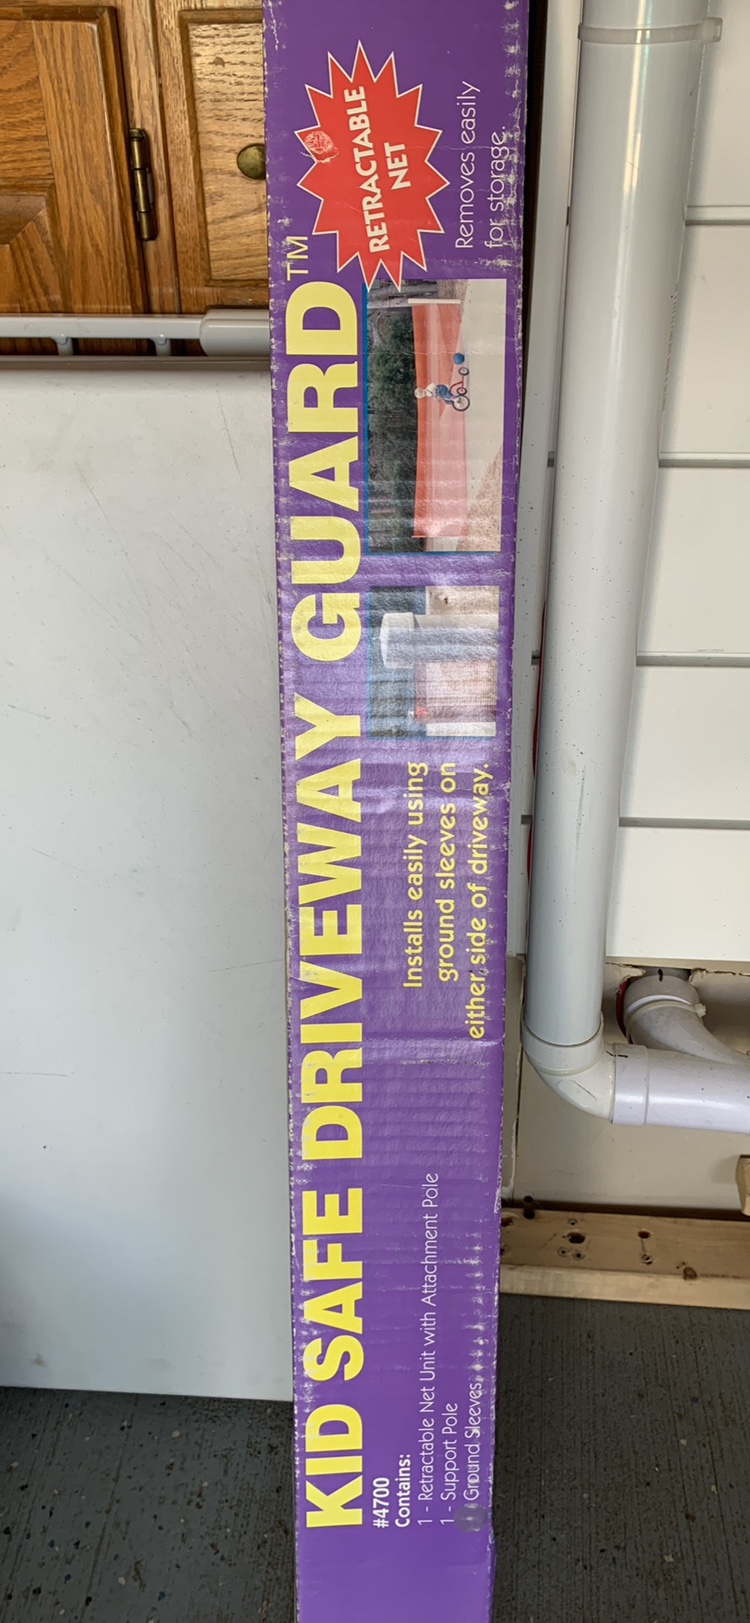 KID SAFE DRIVEWAY GUARD™
RETRACTABLE
NET
Removes easily
for storage.
Installs easily using
ground sleeves on
either side of driveway.
#4700
Contains:
1 - Retractable Net Unit with Attachment Pole
1 - Support Pole
Ground Sleeves